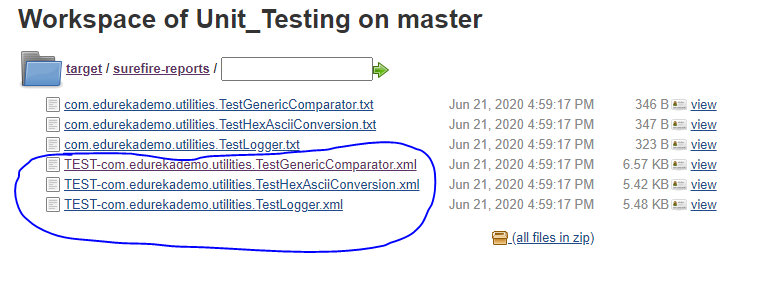 Workspace of Unit_Testing on master
target / surefire-reports /
com.edurekademo.utilities.TestGenericComparator.txt Jun 21, 2020 4:59:17 PM 346 B view
com.edurekademo.utilities.TestHexAsciiConversion.txt Jun 21, 2020 4:59:17 PM 347 B view
com.edurekademo.utilities.TestLogger.txt Jun 21, 2020 4:59:17 PM 323 B view
TEST-com.edurekademo.utilities.TestGenericComparator.xml Jun 21, 2020 4:59:17 PM 6.57 KB view
TEST-com.edurekademo.utilities.TestHexAsciiConversion.xml Jun 21, 2020 4:59:17 PM 5.42 KB view
TEST-com.edurekademo.utilities.TestLogger.xml Jun 21, 2020 4:59:17 PM 5.48 KB view
(all files in zip)